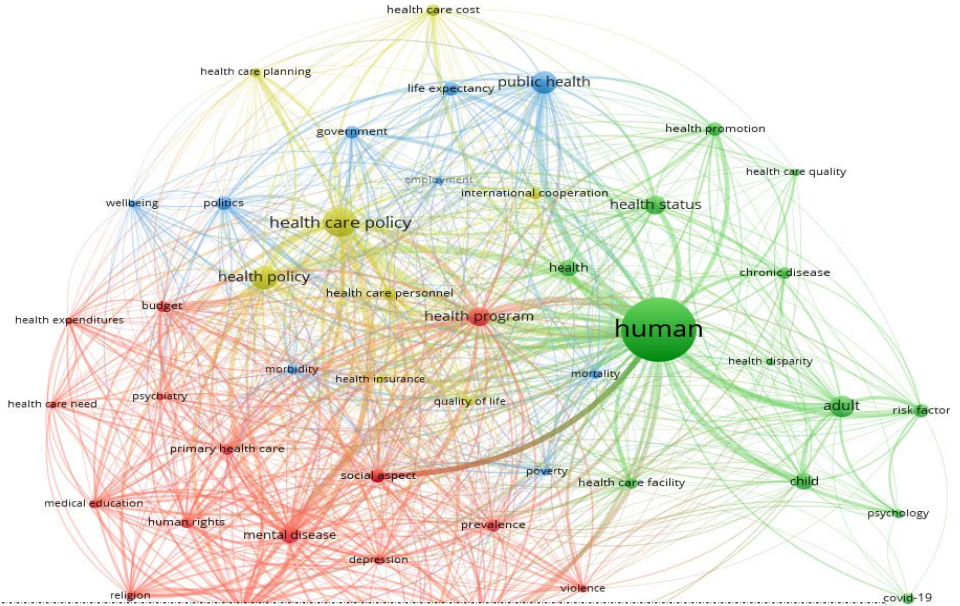 health care cost
health care planning
public health
life expectancy
government
health promotion
employment
international cooperation
health care quality
wellbeing
politics
health status
health care policy
health
health policy
chronic disease
health care personnel
budget
health expenditures
health program
human
morbidity
mortality
health disparity
health insurance
psychiatry
quality of life
health care need
adult
risk factor
primary health care
social aspect
poverty
health care facility
child
medical education
human rights
prevalence
psychology
mental disease
depression
violence
religion
covid-19